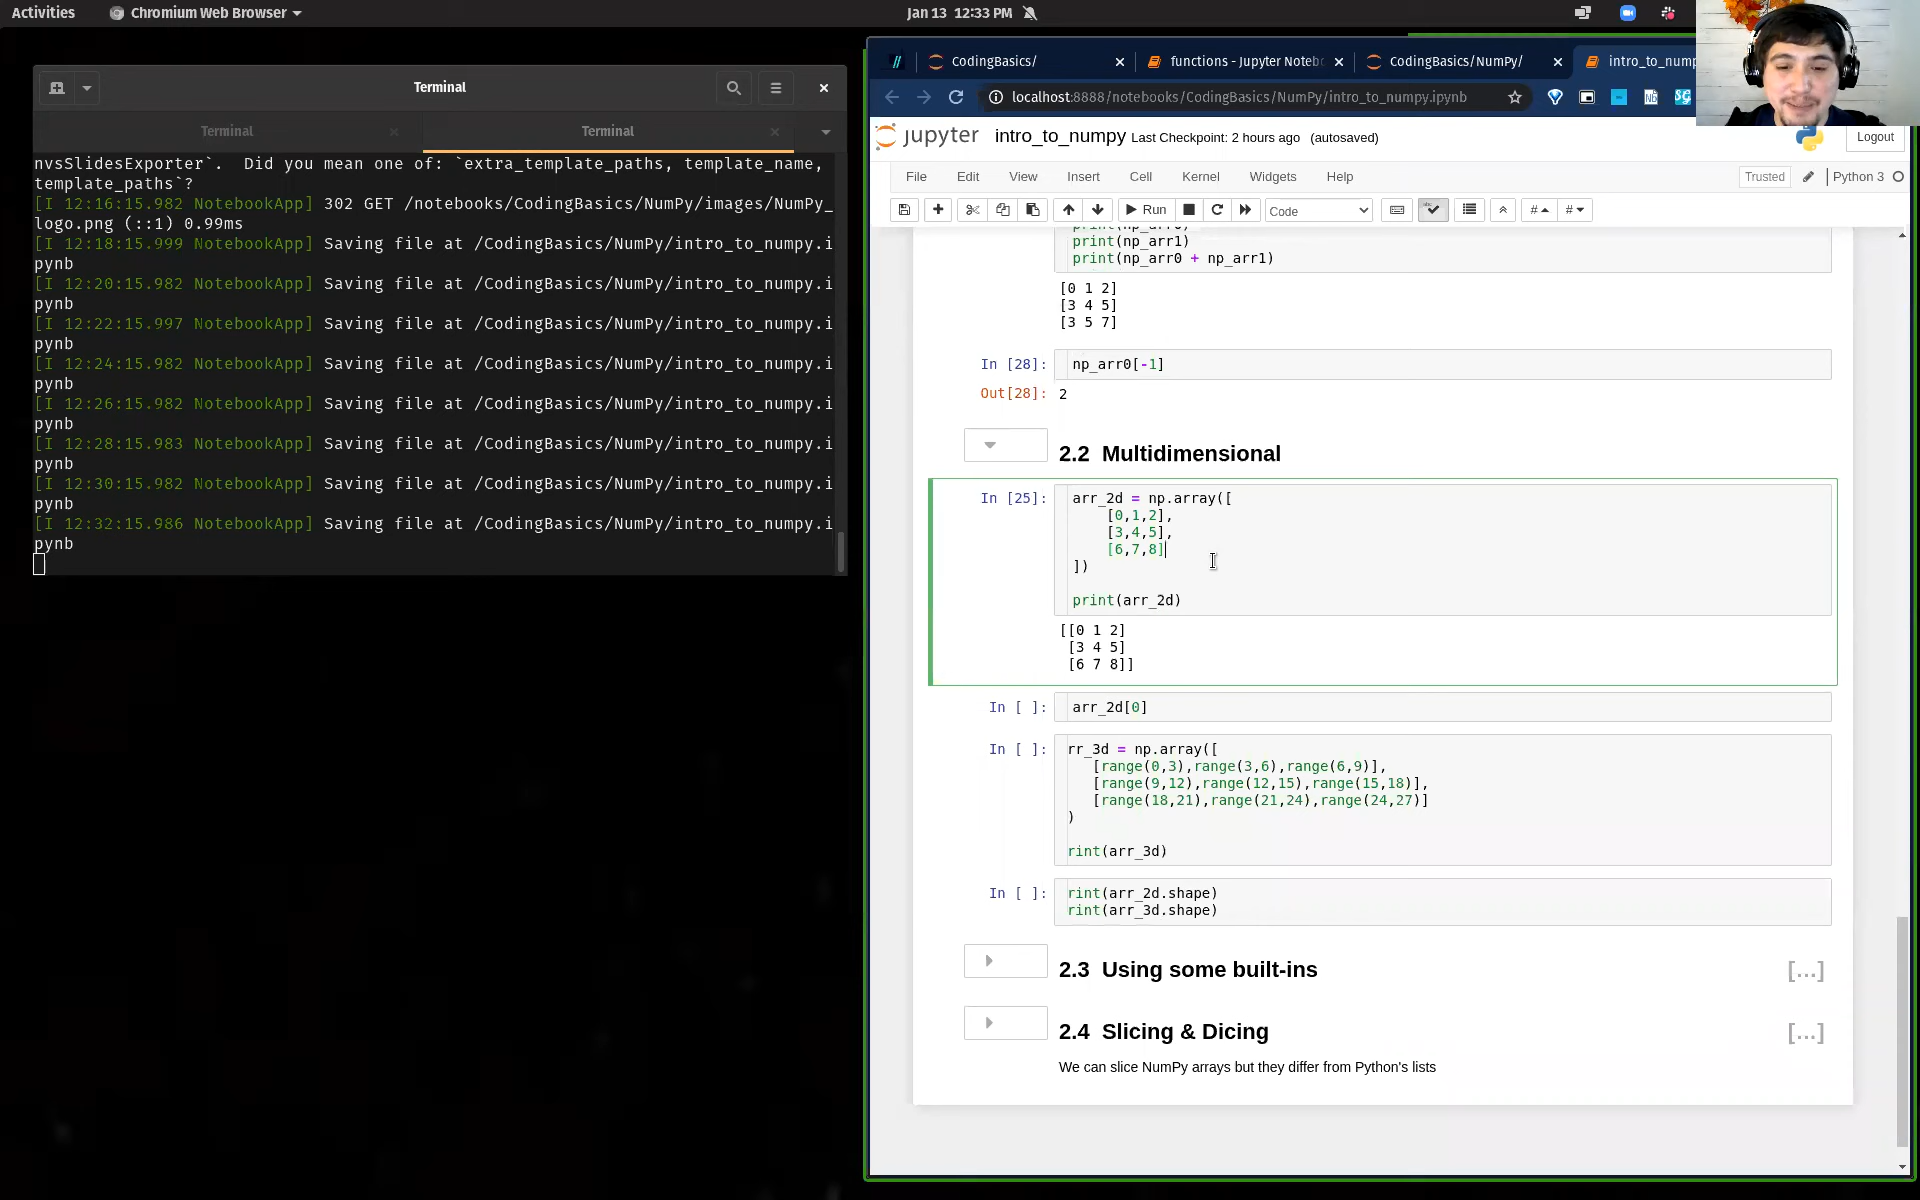 Activities
Chromium Web Browser
Jan 13 12:33 PM
Terminal
Terminal
Terminal
nvsSlidesExporter`. Did you mean one of: `extra_template_paths, template_name,
template_paths`?
[I 12:16:15.982 NotebookApp] 302 GET /notebooks/CodingBasics/NumPy/images/NumPy_
logo.png (::1) 0.99ms
[I 12:18:15.999 NotebookApp] Saving file at /CodingBasics/NumPy/intro_to_numpy.i
pynb
[I 12:20:15.982 NotebookApp] Saving file at /CodingBasics/NumPy/intro_to_numpy.i
pynb
[I 12:22:15.997 NotebookApp] Saving file at /CodingBasics/NumPy/intro_to_numpy.i
pynb
[I 12:24:15.982 NotebookApp] Saving file at /CodingBasics/NumPy/intro_to_numpy.i
pynb
[I 12:26:15.982 NotebookApp] Saving file at /CodingBasics/NumPy/intro_to_numpy.i
pynb
[I 12:28:15.983 NotebookApp] Saving file at /CodingBasics/NumPy/intro_to_numpy.i
pynb
[I 12:30:15.982 NotebookApp] Saving file at /CodingBasics/NumPy/intro_to_numpy.i
pynb
[I 12:32:15.986 NotebookApp] Saving file at /CodingBasics/NumPy/intro_to_numpy.i
pynb
// CodingBasics/ functions - Jupyter Noteb CodingBasics/NumPy/ intro_to_nump
localhost:8888/notebooks/CodingBasics/NumPy/intro_to_numpy.ipynb
jupyter intro_to_numpy Last Checkpoint: 2 hours ago (autosaved) Logout
File Edit View Insert Cell Kernel Widgets Help Trusted Python 3
Run Code
print(np_arr1)
print(np_arr0 + np_arr1)
[0 1 2]
[3 4 5]
[3 5 7]
In [28]: np_arr0[-1]
Out[28]: 2
2.2 Multidimensional
In [25]: arr_2d = np.array([
[0,1,2],
[3,4,5],
[6,7,8]
])
print(arr_2d)
[[0 1 2]
[3 4 5]
[6 7 8]]
In [ ]: arr_2d[0]
In [ ]: rr_3d = np.array([
[range(0,3),range(3,6),range(6,9)],
[range(9,12),range(12,15),range(15,18)],
[range(18,21),range(21,24),range(24,27)]
)
rint(arr_3d)
In [ ]: rint(arr_2d.shape)
rint(arr_3d.shape)
2.3 Using some built-ins [...]
2.4 Slicing & Dicing [...]
We can slice NumPy arrays but they differ from Python's lists